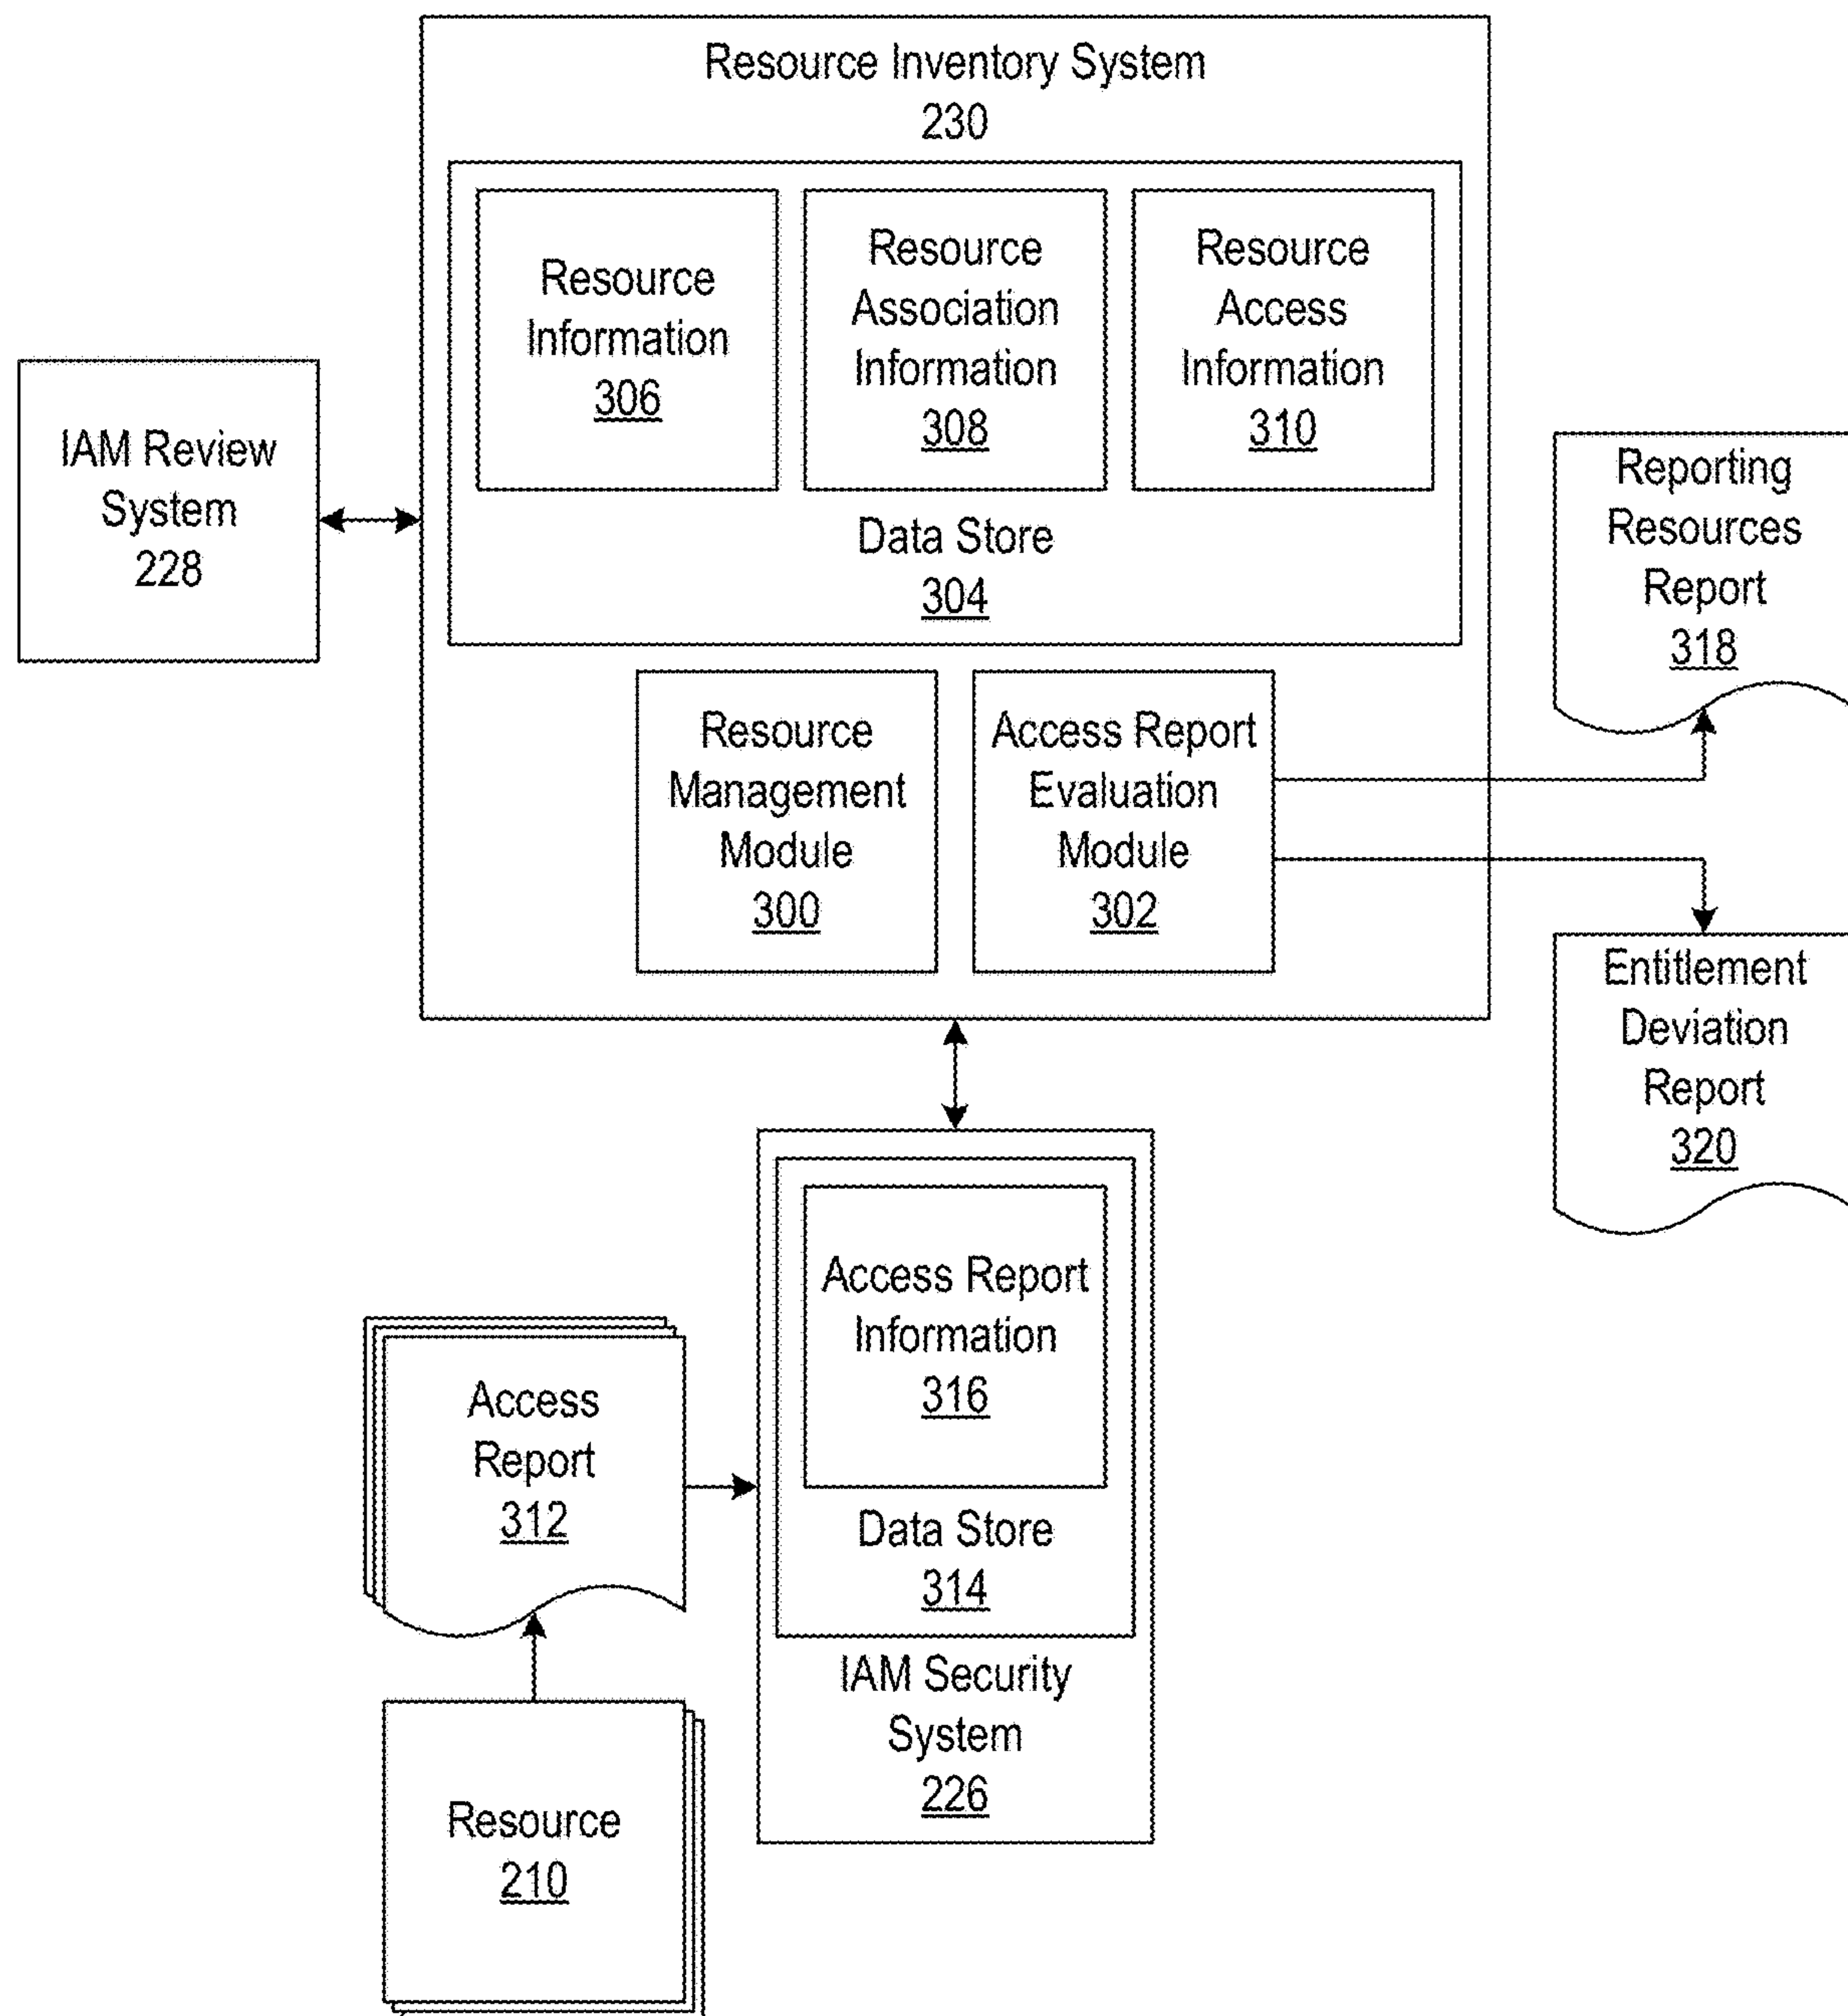 Resource Inventory System
230
Resource
Information
306
Resource
Association
Information
308
Resource
Access
Information
310
Data Store
304
IAM Review
System
228
Resource
Management
Module
300
Access Report
Evaluation
Module
302
Reporting
Resources
Report
318
Entitlement
Deviation
Report
320
Access Report
Information
316
Data Store
314
IAM Security
System
226
Access
Report
312
Resource
210